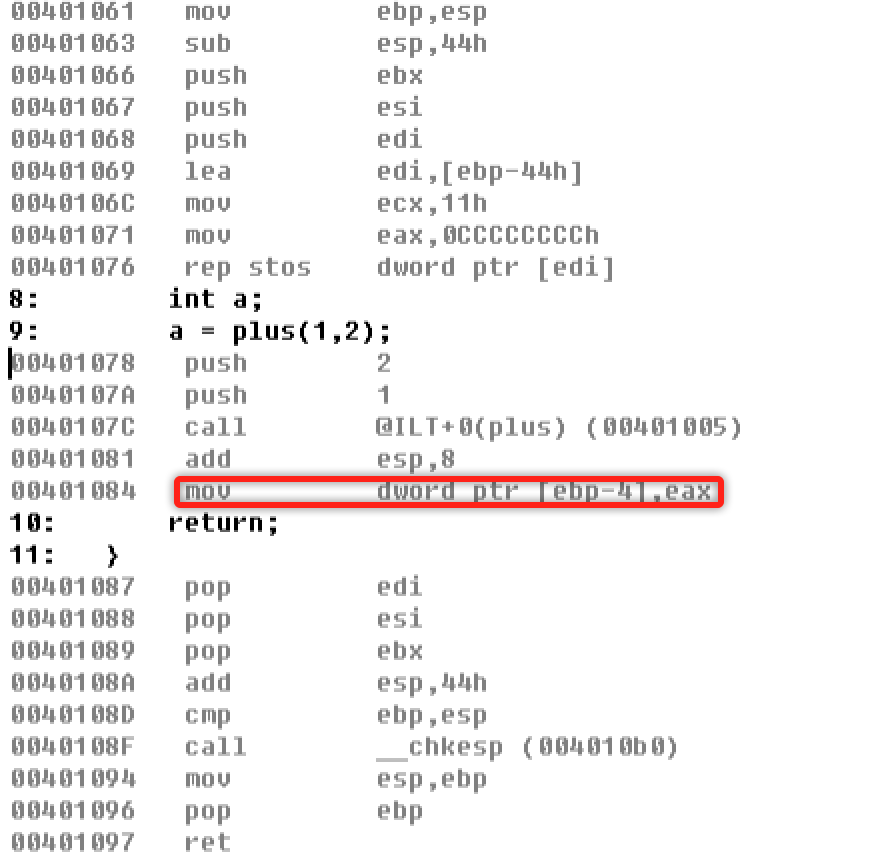 00401061 mov ebp,esp
00401063 sub esp,44h
00401066 push ebx
00401067 push esi
00401068 push edi
00401069 lea edi,[ebp-44h]
0040106C mov ecx,11h
00401071 mov eax,0CCCCCCCCh
00401076 rep stos dword ptr [edi]
8: int a;
9: a = plus(1,2);
00401078 push 2
0040107A push 1
0040107C call @ILT+0(plus) (00401005)
00401081 add esp,8
00401084 mov dword ptr [ebp-4],eax
10: return;
11: }
00401087 pop edi
00401088 pop esi
00401089 pop ebx
0040108A add esp,44h
0040108D cmp ebp,esp
0040108F call __chkesp (004010b0)
00401094 mov esp,ebp
00401096 pop ebp
00401097 ret